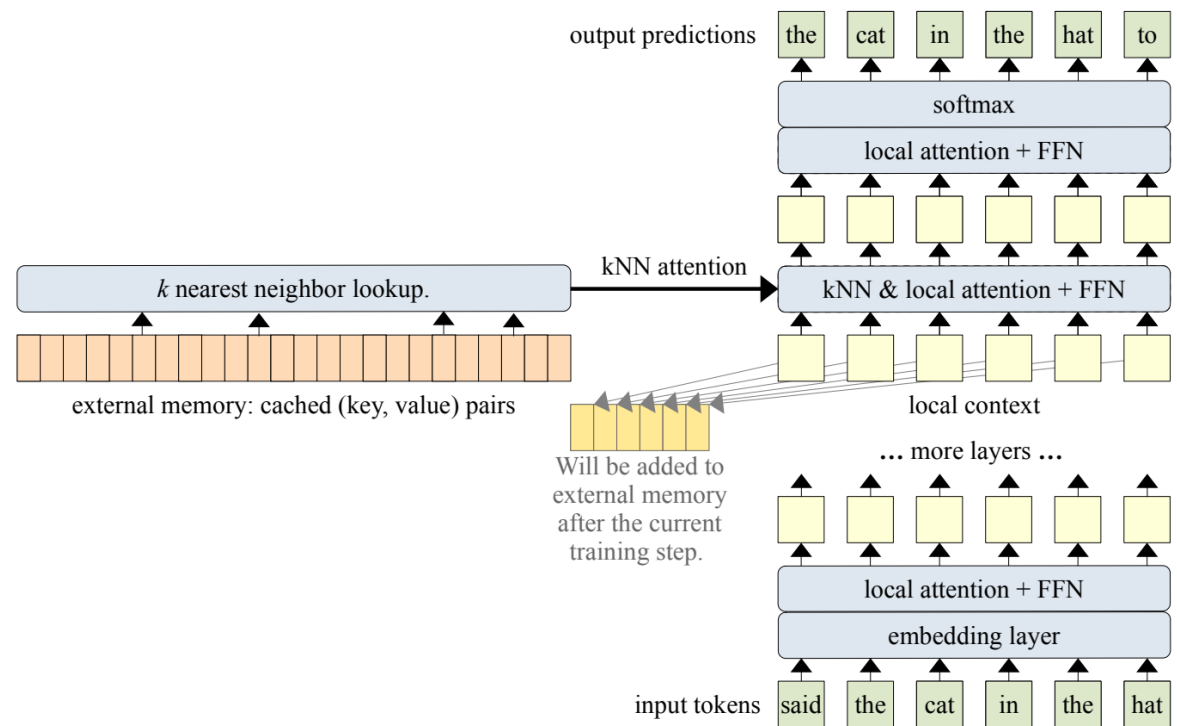 output predictions the cat in the hat to
softmax
local attention + FFN
kNN attention
k nearest neighbor lookup.
kNN & local attention + FFN
external memory: cached (key, value) pairs
local context
Will be added to
external memory
after the current
training step.
... more layers ...
local attention + FFN
embedding layer
input tokens said the cat in the hat